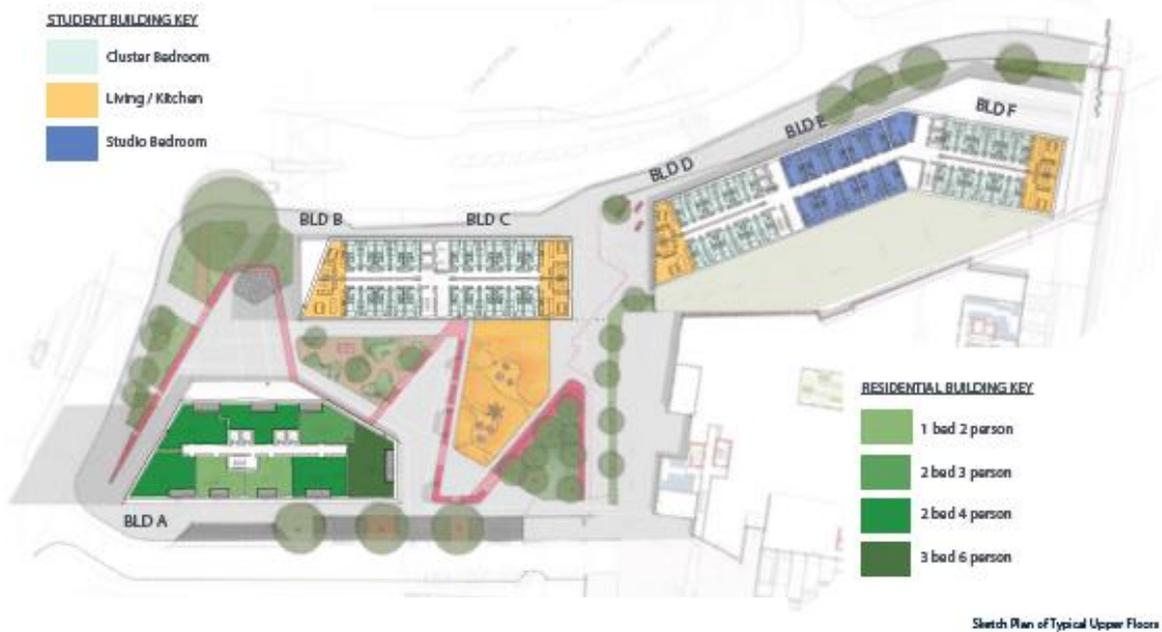 STUDENT BUILDING KEY
Cluster Bedroom
Living / Kitchen
Studio Bedroom
BLD F
BLD E
BLD D
BLD B
BLD C
BLD A
RESIDENTIAL BUILDING KEY
1 bed 2 person
2 bed 3 person
2 bed 4 person
3 bed 6 person
Sketch Plan of Typical Upper Floors